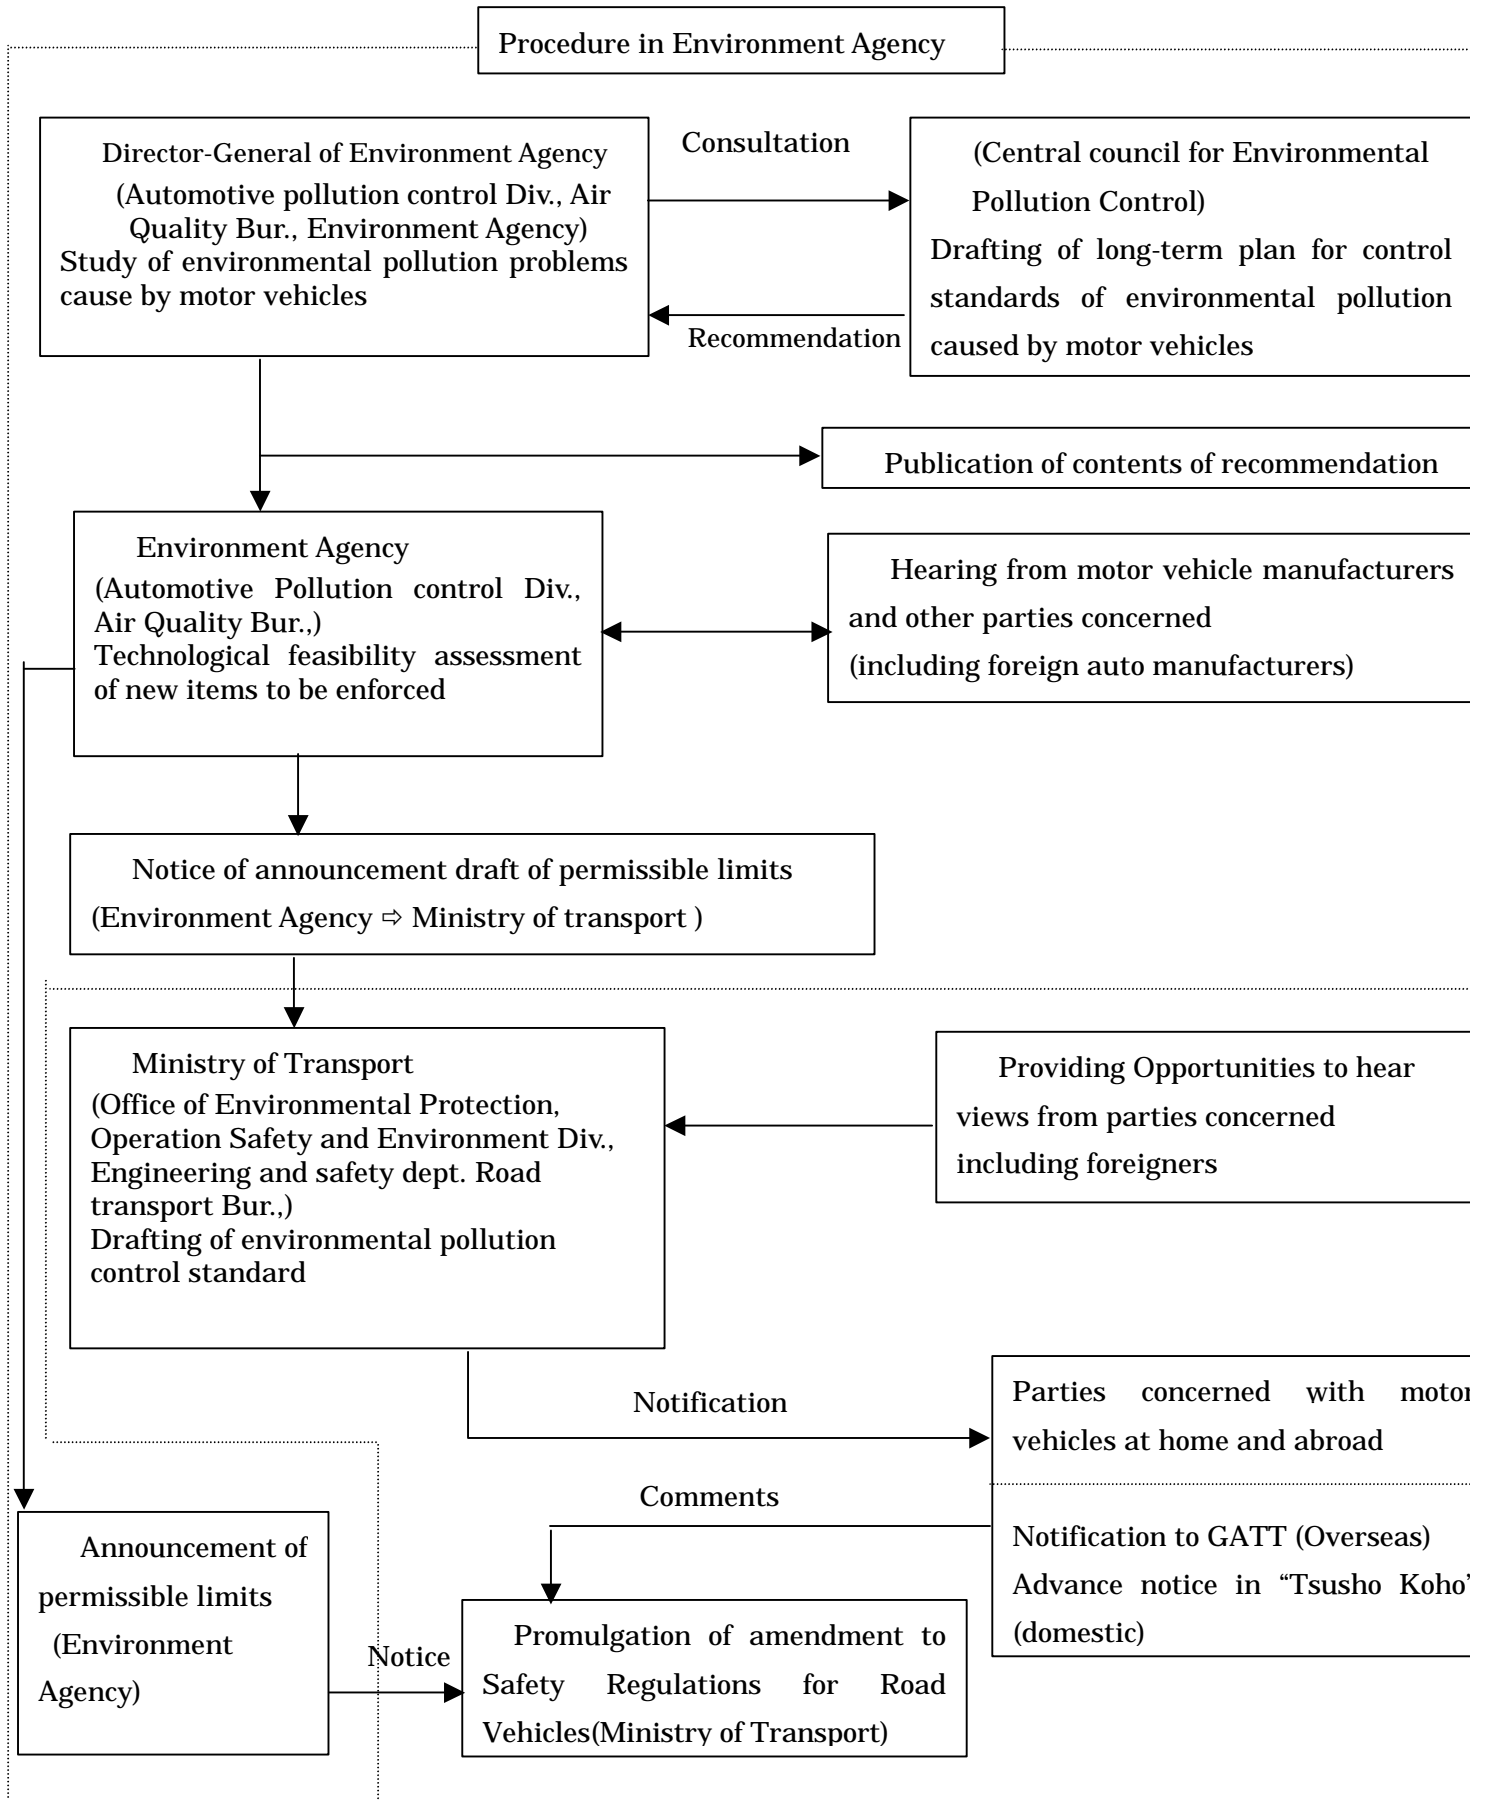 Procedure in Environment Agency
Director-General of Environment Agency
(Automotive pollution control Div., Air
Quality Bur., Environment Agency)
Study of environmental pollution problems
cause by motor vehicles
Consultation
Recommendation
(Central council for Environmental
Pollution Control)
Drafting of long-term plan for control
standards of environmental pollution
caused by motor vehicles
Publication of contents of recommendation
Environment Agency
(Automotive Pollution control Div.,
Air Quality Bur.,)
Technological feasibility assessment
of new items to be enforced
Hearing from motor vehicle manufacturers
and other parties concerned
(including foreign auto manufacturers)
Notice of announcement draft of permissible limits
(Environment Agency ⇨ Ministry of transport )
Ministry of Transport
(Office of Environmental Protection,
Operation Safety and Environment Div.,
Engineering and safety dept. Road
transport Bur.,)
Drafting of environmental pollution
control standard
Providing Opportunities to hear
views from parties concerned
including foreigners
Notification
Parties concerned with motor
vehicles at home and abroad
Comments
Notification to GATT (Overseas)
Advance notice in “Tsusho Koho”
(domestic)
Announcement of
permissible limits
(Environment
Agency)
Notice
Promulgation of amendment to
Safety Regulations for Road
Vehicles(Ministry of Transport)